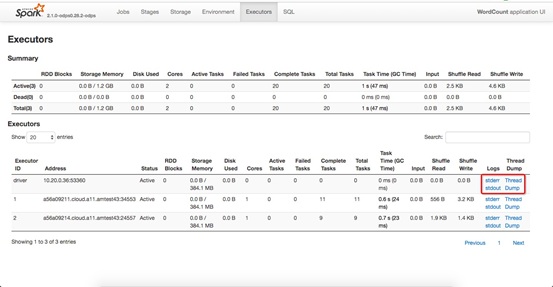 APACHE Spark 2.1.0-odps0.26.2-odps Jobs Stages Storage Environment Executors SQL WordCount application UI
Executors
Summary
RDD Blocks Storage Memory Disk Used Cores Active Tasks Failed Tasks Complete Tasks Total Tasks Task Time (GC Time) Input Shuffle Read Shuffle Write
Active(3) 0 0.0 B / 1.2 GB 0.0 B 2 0 0 20 20 1 s (47 ms) 0.0 B 2.5 KB 4.6 KB
Dead(0) 0 0.0 B / 0.0 B 0.0 B 0 0 0 0 0 0 ms (0 ms) 0.0 B 0.0 B 0.0 B
Total(3) 0 0.0 B / 1.2 GB 0.0 B 2 0 0 20 20 1 s (47 ms) 0.0 B 2.5 KB 4.6 KB
Executors
Show 20 entries Search:
Executor ID Address Status RDD Blocks Storage Memory Disk Used Cores Active Tasks Failed Tasks Complete Tasks Total Tasks Task Time (GC Time) Input Shuffle Read Shuffle Write Logs Thread Dump
driver 10.20.0.36:53360 Active 0 0.0 B / 384.1 MB 0.0 B 0 0 0 0 0 0 ms (0 ms) 0.0 B 0.0 B 0.0 B stderr stdout Thread Dump
1 a56a09211.cloud.a11.amtest43:34553 Active 0 0.0 B / 384.1 MB 0.0 B 1 0 0 11 11 0.6 s (24 ms) 0.0 B 556 B 3.2 KB stderr stdout Thread Dump
2 a56a09214.cloud.a11.amtest43:24557 Active 0 0.0 B / 384.1 MB 0.0 B 1 0 0 9 9 0.7 s (23 ms) 0.0 B 1.9 KB 1.4 KB stderr stdout Thread Dump
Showing 1 to 3 of 3 entries Previous 1 Next